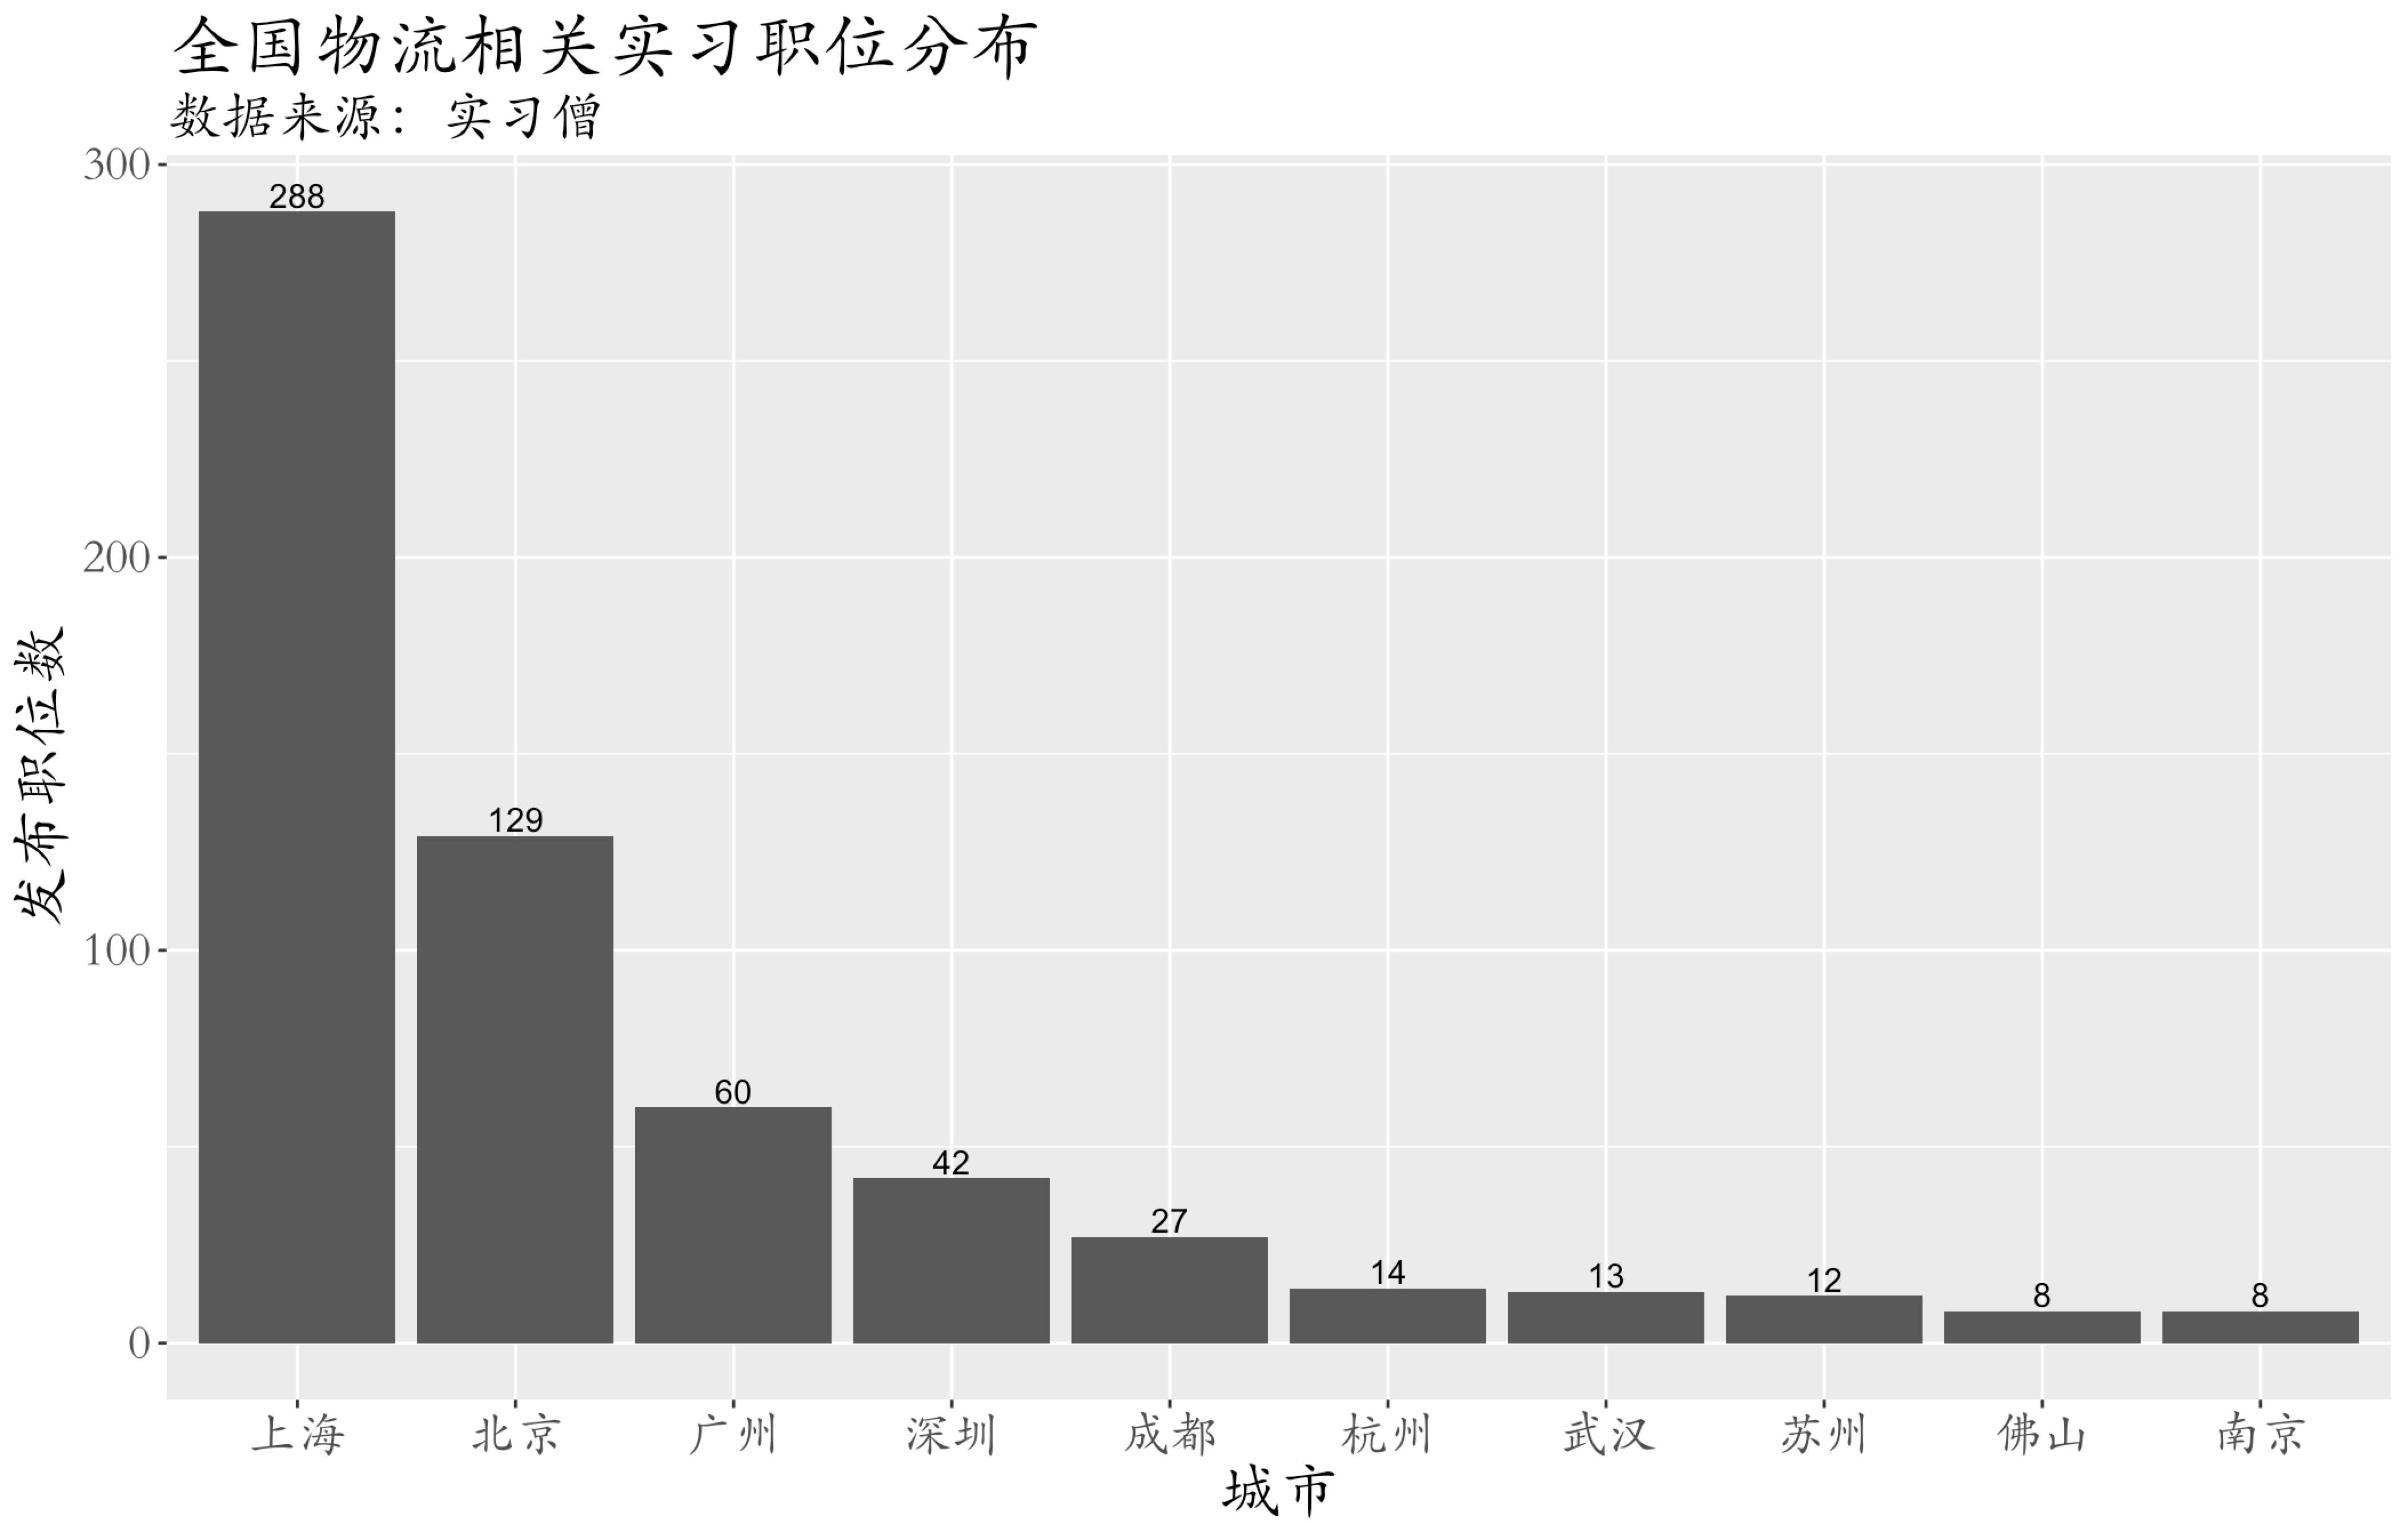 全国物流相关实习职位分布
数据来源：实习僧
300
200
100
0
发布职位数
288
129
60
42
27
14
13
12
8
8
上海
北京
广州
深圳
成都
杭州
武汉
苏州
佛山
南京
城市